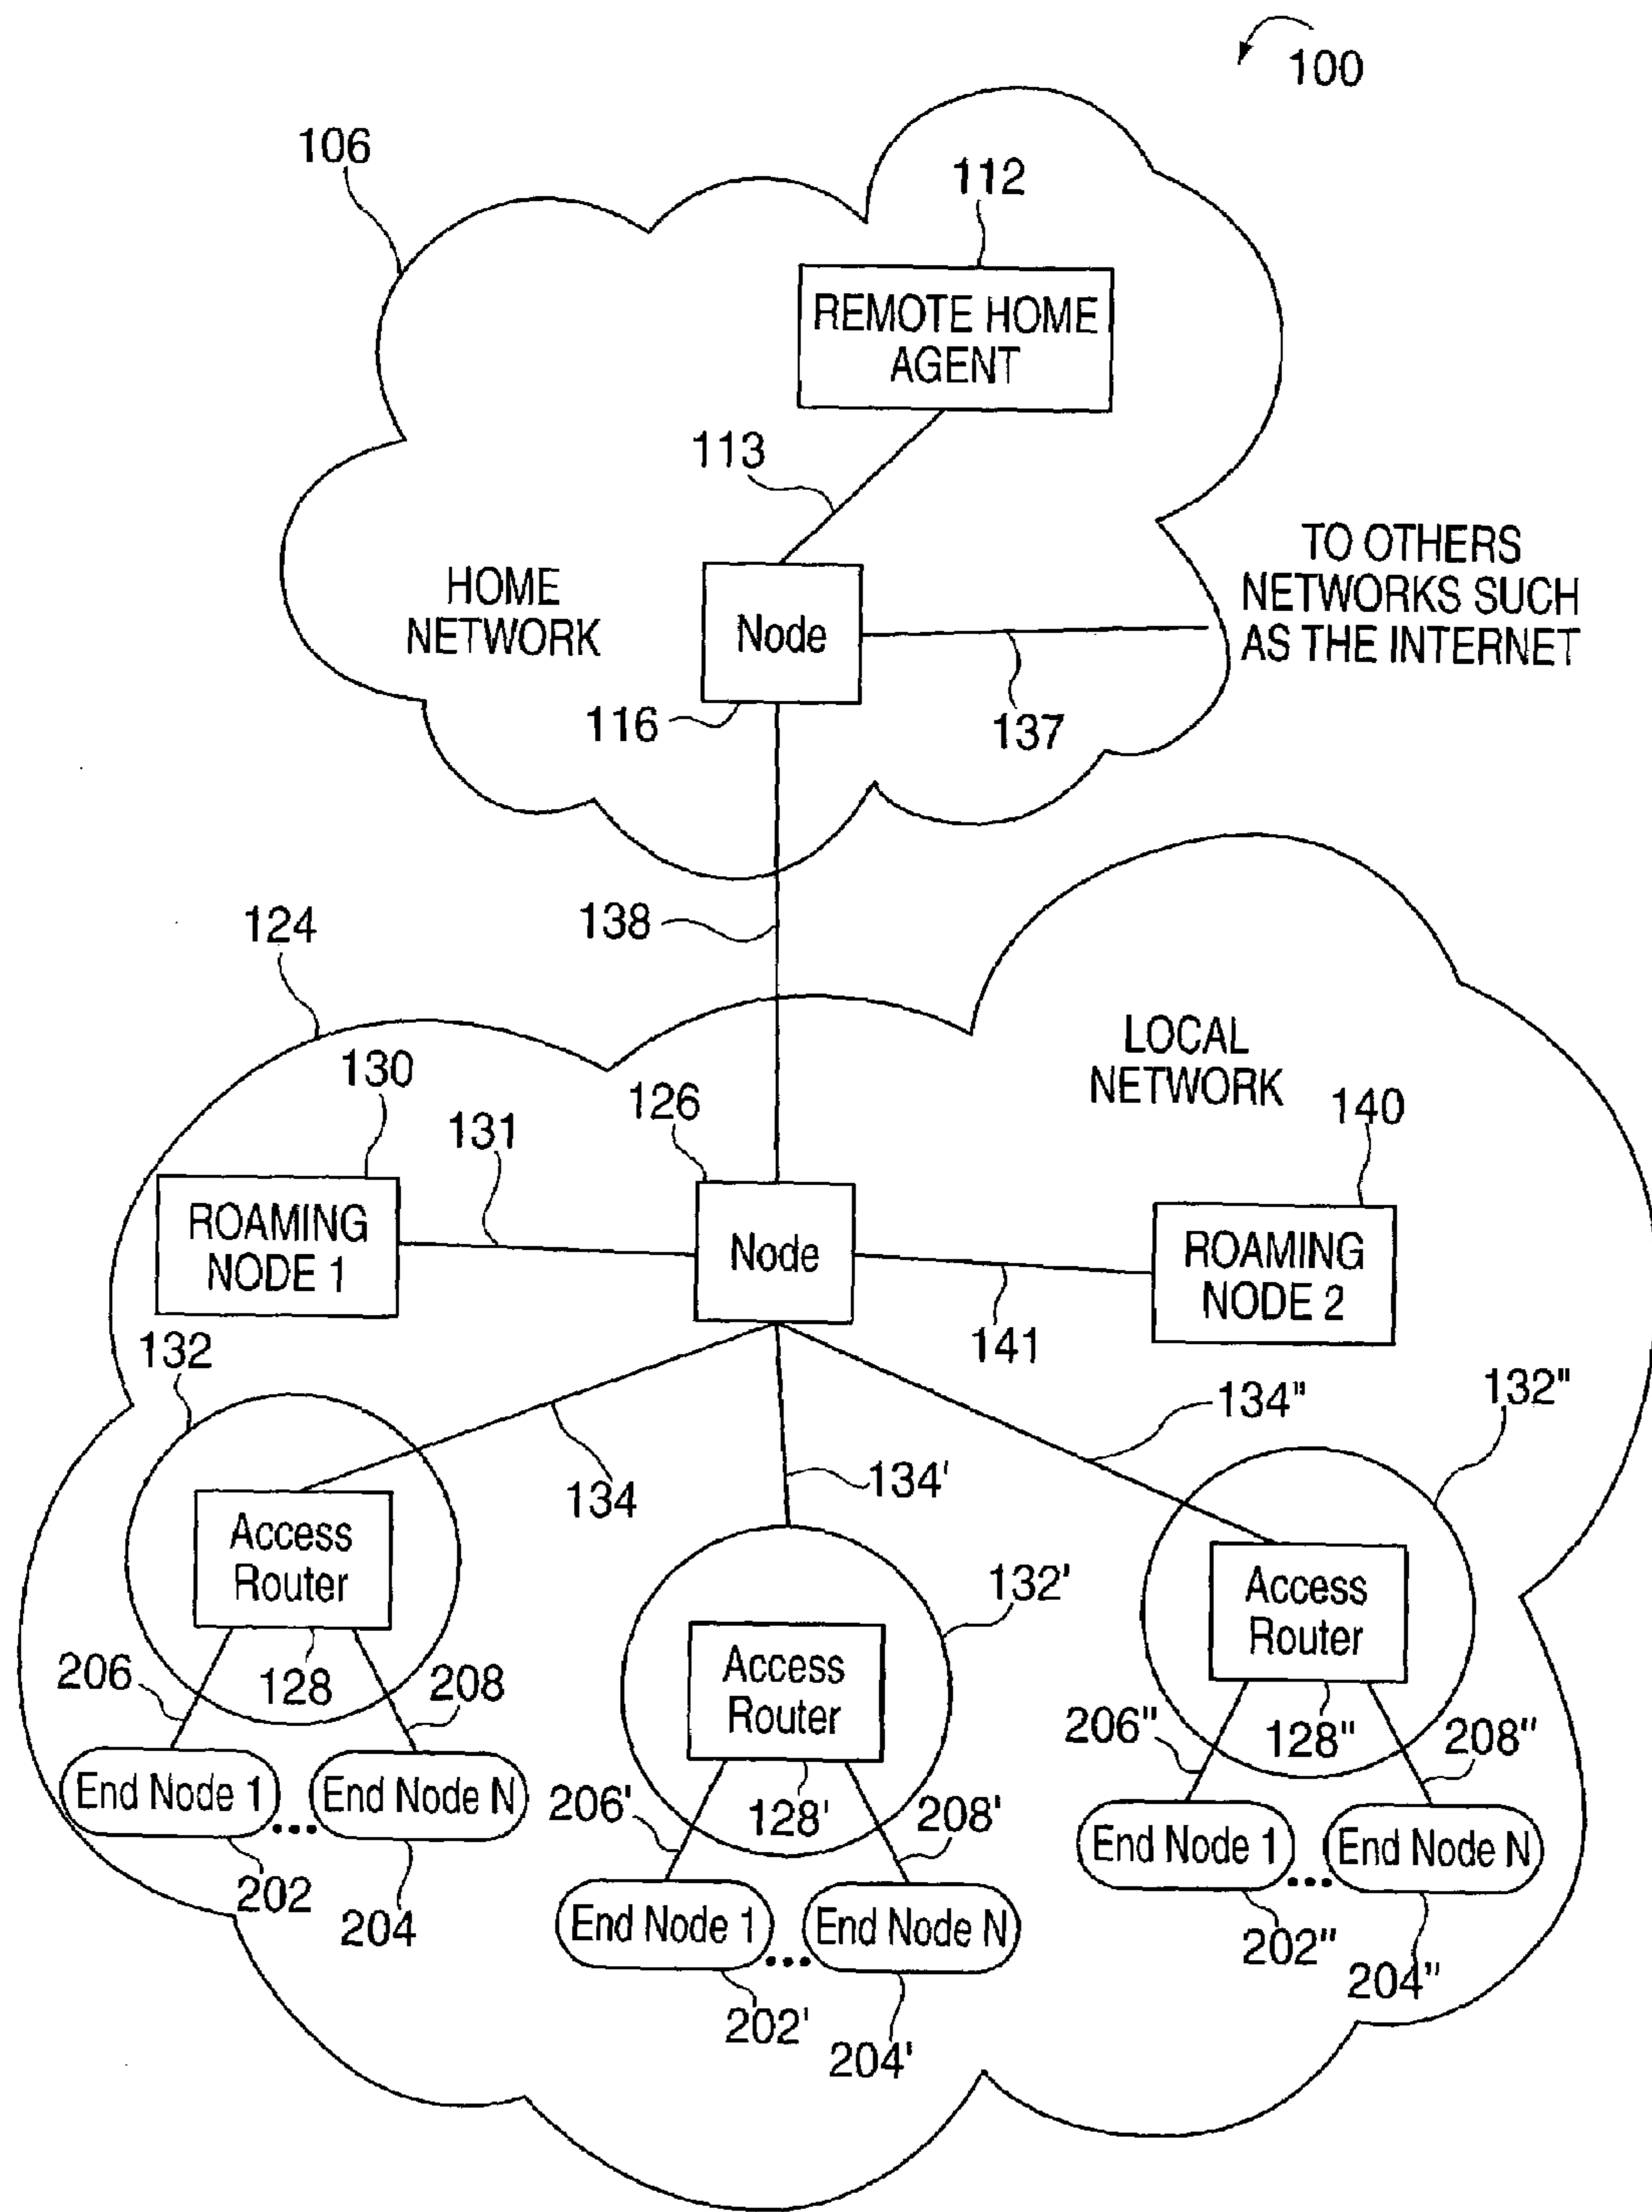 100
106
112
REMOTE HOME
AGENT
113
HOME
NETWORK
Node
TO OTHERS
NETWORKS SUCH
AS THE INTERNET
116
137
138
124
LOCAL
NETWORK
130
131
126
140
ROAMING
NODE 1
Node
ROAMING
NODE 2
141
132
134
134'
134"
132"
Access
Router
132'
Access
Router
Access
Router
206
128
208
206'
128'
208'
206"
128"
208"
End Node 1
...
End Node N
202
204
End Node 1
...
End Node N
202'
204'
End Node 1
...
End Node N
202"
204"